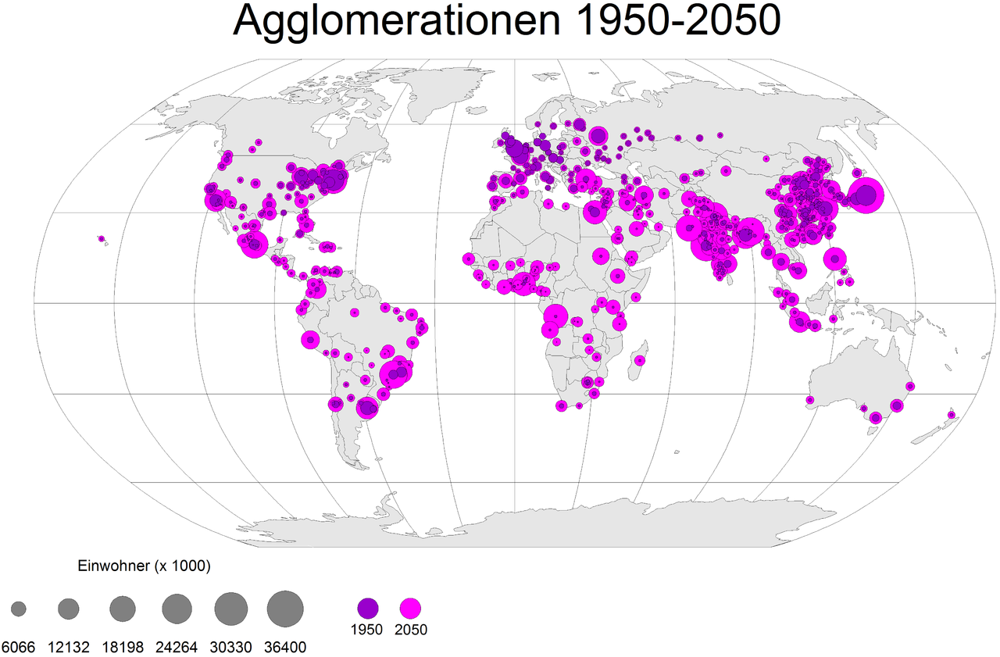 Agglomerationen 1950-2050
Einwohner (x 1000)
6066 12132 18198 24264 30330 36400
1950 2050